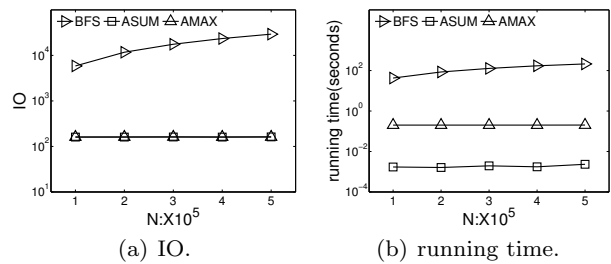 BFS ASUM AMAX
10^4
10^3
10^2
10^1
IO
1 2 3 4 5
N:X10^5
(a) IO.
BFS ASUM AMAX
10^2
10^0
10^−2
10^−4
running time(seconds)
1 2 3 4 5
N:X10^5
(b) running time.